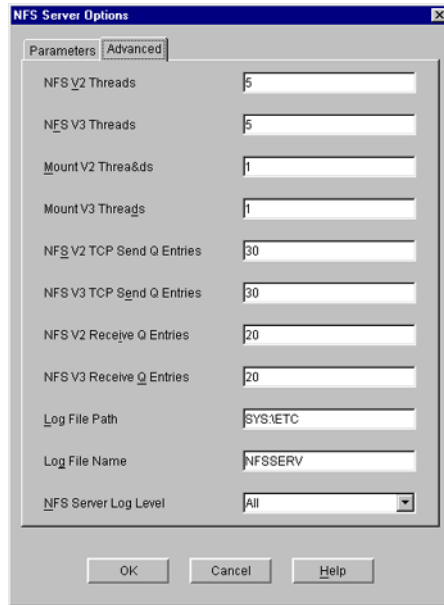 NFS Server Options
Parameters Advanced
NFS V2 Threads 5
NFS V3 Threads 5
Mount V2 Threa&ds 1
Mount V3 Threads 1
NFS V2 TCP Send Q Entries 30
NFS V3 TCP Send Q Entries 30
NFS V2 Receive Q Entries 20
NFS V3 Receive Q Entries 20
Log File Path SYS:\ETC
Log File Name NFSSERV
NFS Server Log Level All
OK Cancel Help